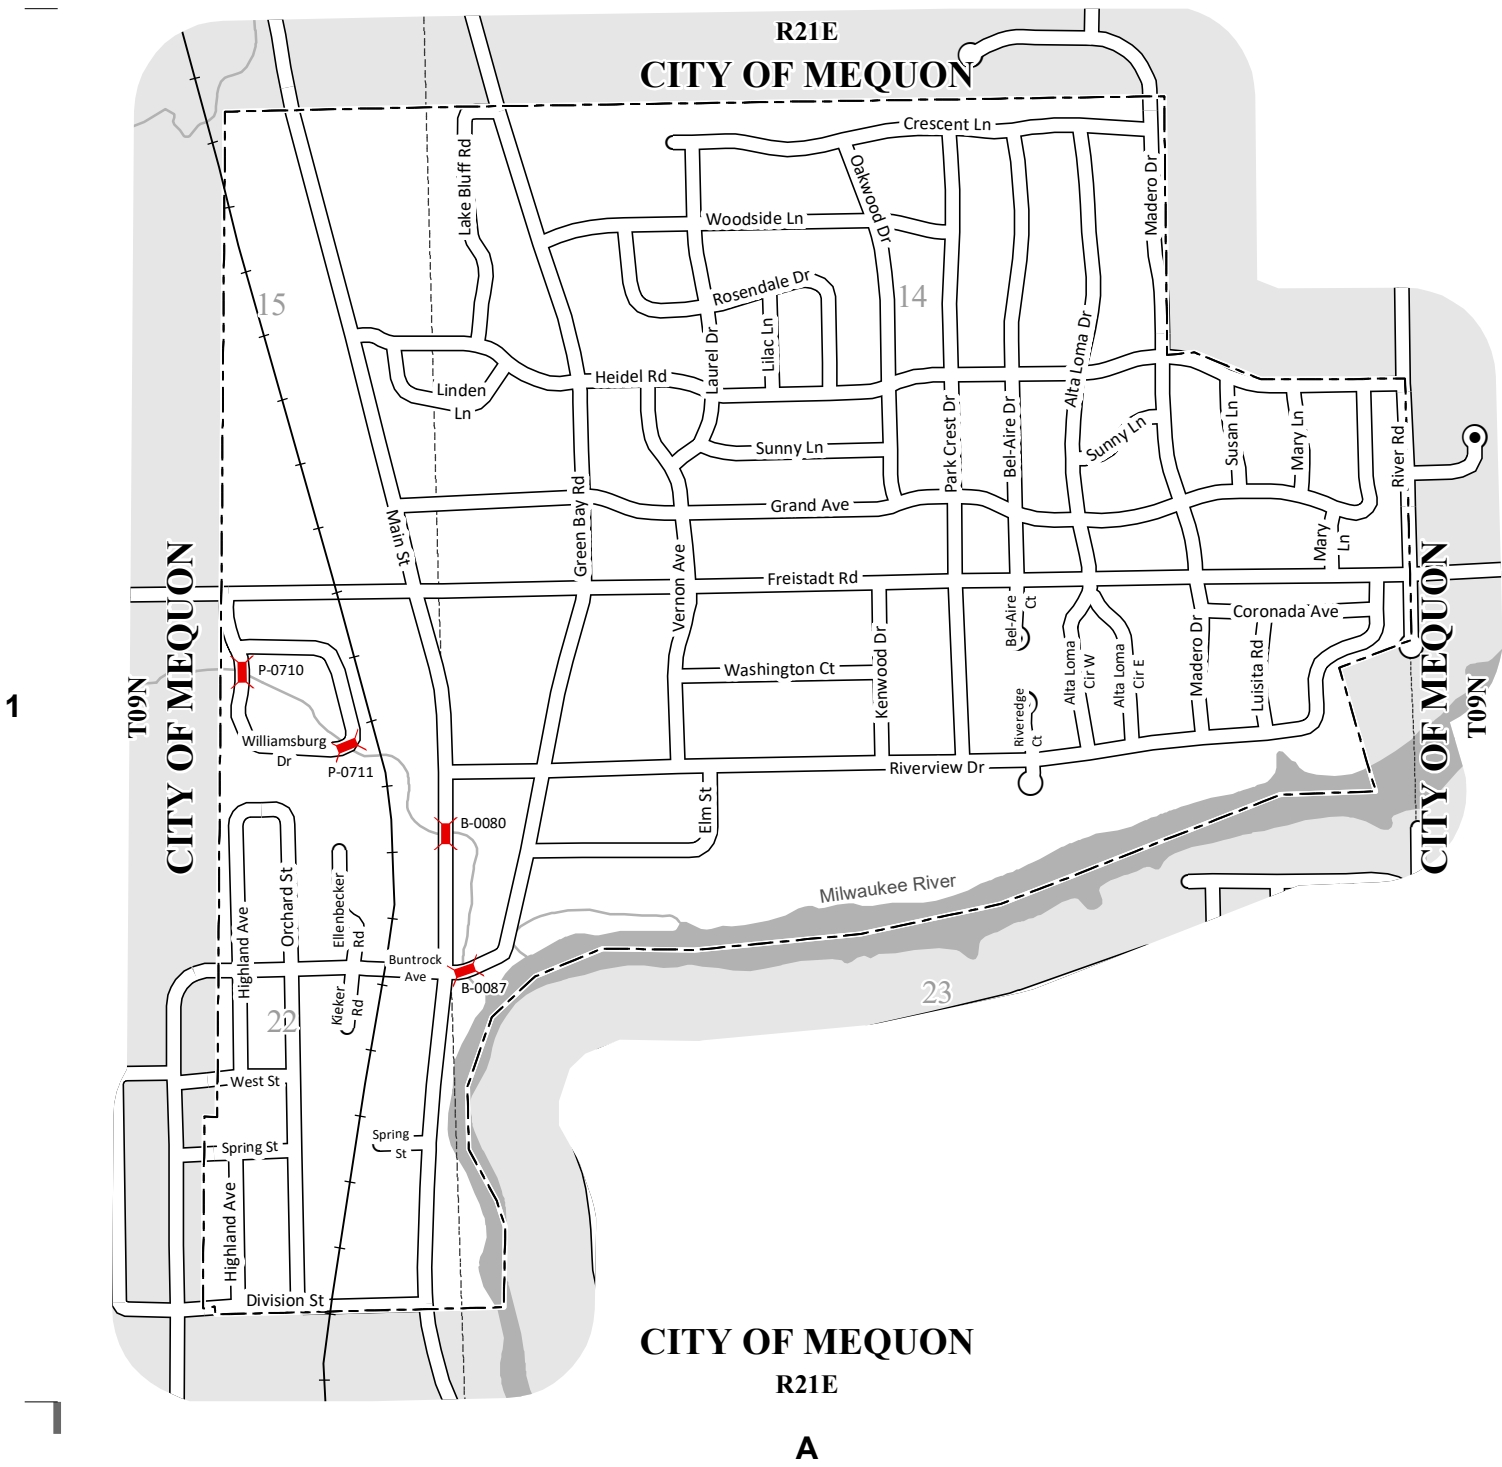 R21E
CITY OF MEQUON
Crescent Ln
Lake Bluff Rd
Oakwood Dr
Madero Dr
Woodside Ln
Rosendale Dr
15
14
Laurel Dr
Lilac Ln
Alta Loma Dr
Heidel Rd
Linden
Ln
Park Crest Dr
Bel-Aire Dr
Sunny Ln
Susan Ln
Mary Ln
River Rd
Sunny Ln
Green Bay Rd
Grand Ave
Main St
Mary
Ln
CITY OF MEQUON
T09N
Vernon Ave
Freistadt Rd
Bel-Aire
Ct
Coronada Ave
CITY OF MEQUON
T09N
Kenwood Dr
Madero Dr
Luisita Rd
Alta Loma
Cir W
Alta Loma
Cir E
P-0710
Washington Ct
1
Riveredge
Ct
Williamsburg
Dr
P-0711
Riverview Dr
Elm St
B-0080
Milwaukee River
Highland Ave
Orchard St
Ellenbecker
Rd
Buntrock
Ave
Kieker
Rd
B-0087
23
22
West St
Spring St
Spring
St
Highland Ave
Division St
CITY OF MEQUON
R21E
A